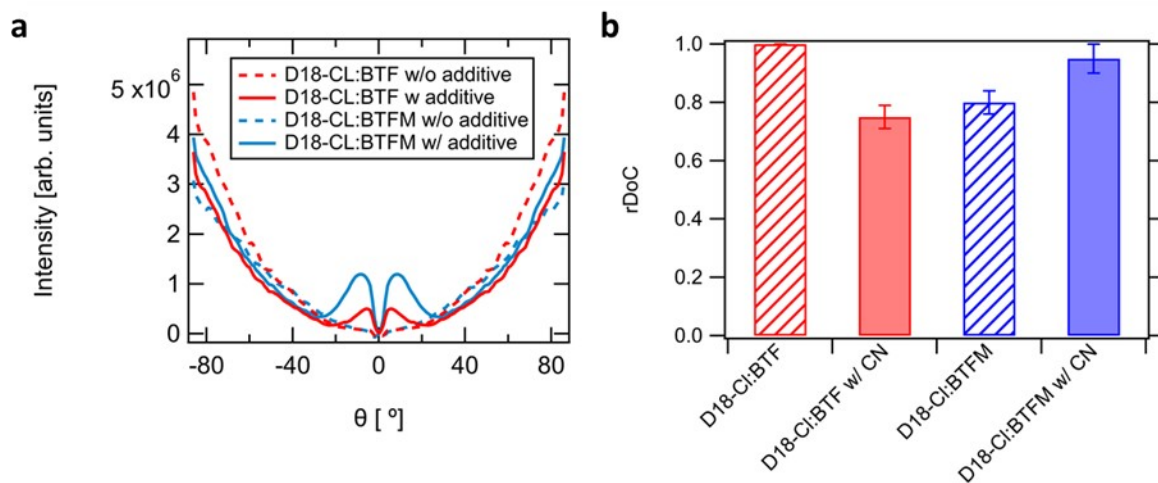 a
Intensity [arb. units]
5 x10⁶
4
3
2
1
0
D18-CL:BTF w/o additive
D18-CL:BTF w additive
D18-CL:BTFM w/o additive
D18-CL:BTFM w/ additive
-80
-40
0
40
80
θ [ º]
b
rDoC
1.0
0.8
0.6
0.4
0.2
0.0
D18-Cl:BTF
D18-Cl:BTF w/ CN
D18-Cl:BTFM
D18-Cl:BTFM w/ CN